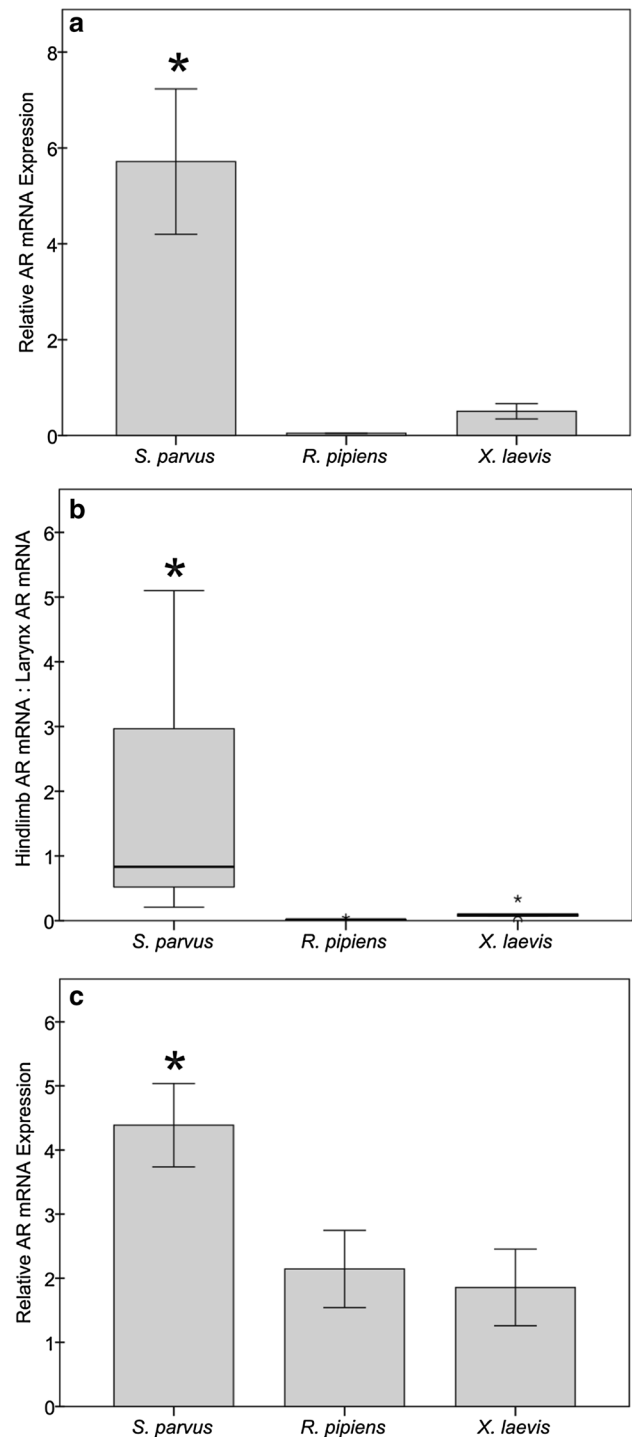 a
*
Relative AR mRNA Expression
8
6
4
2
0
S. parvus R. pipiens X. laevis
b
*
Hindlimb AR mRNA : Larynx AR mRNA
6
5
4
3
2
1
0
*
*
S. parvus R. pipiens X. laevis
c
*
Relative AR mRNA Expression
6
5
4
3
2
1
0
S. parvus R. pipiens X. laevis